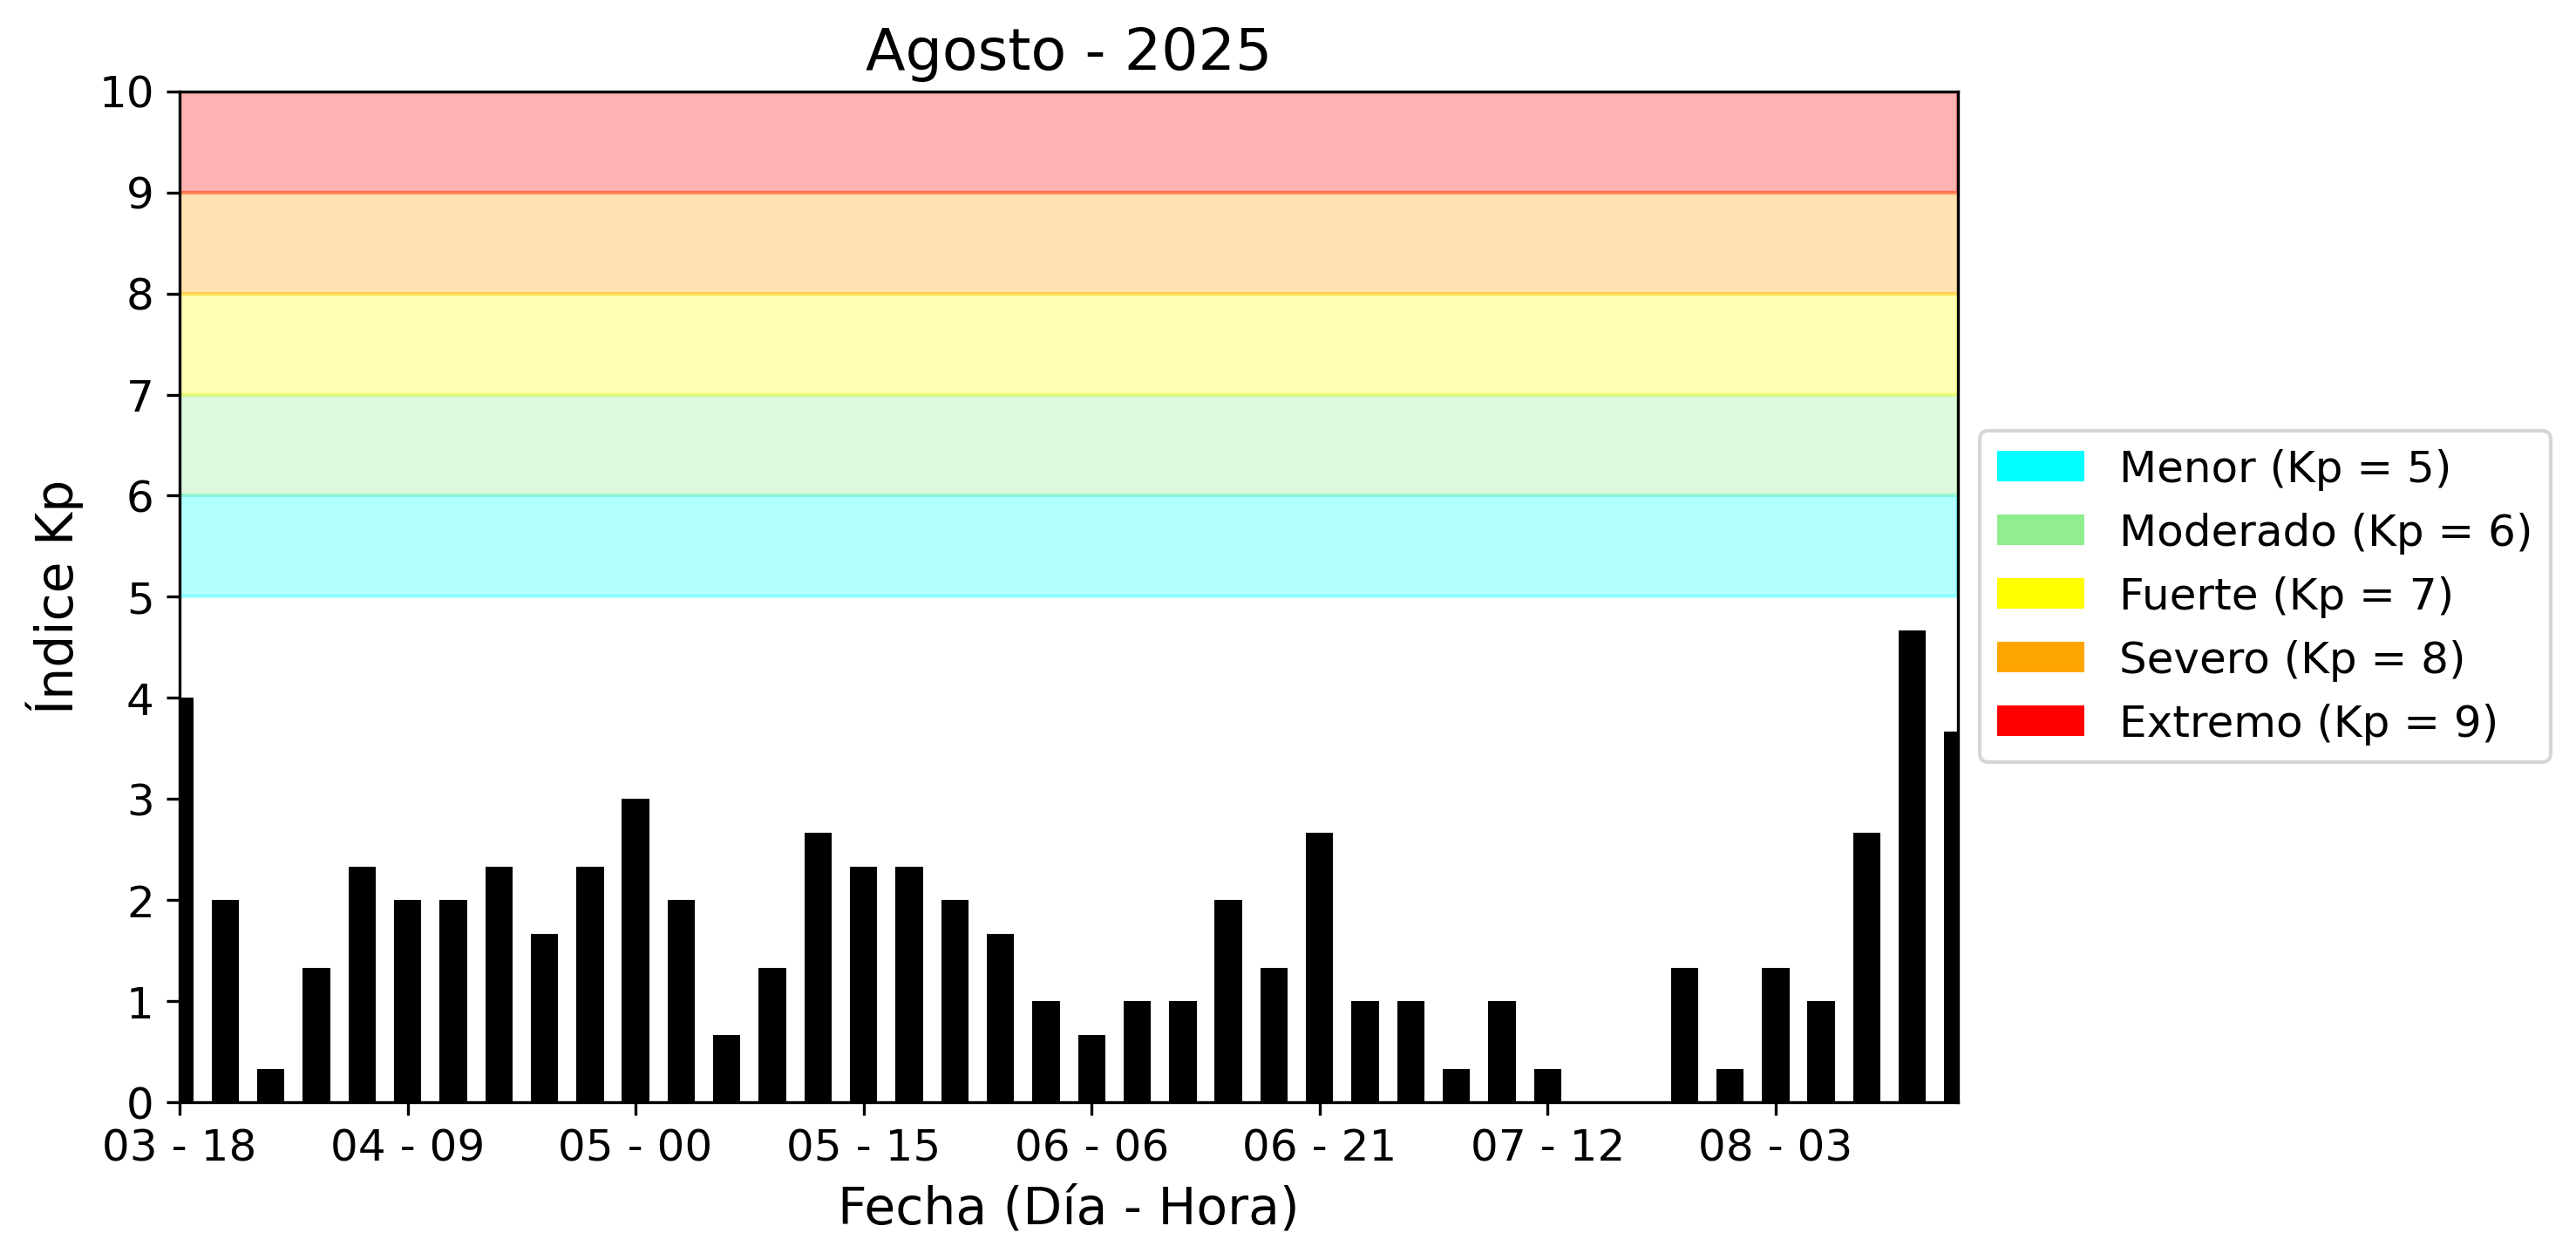 Agosto - 2025
10
9
8
7
6
5
4
3
2
1
0
Índice Kp
03 - 18
04 - 09
05 - 00
05 - 15
06 - 06
06 - 21
07 - 12
08 - 03
Fecha (Día - Hora)
Menor (Kp = 5)
Moderado (Kp = 6)
Fuerte (Kp = 7)
Severo (Kp = 8)
Extremo (Kp = 9)